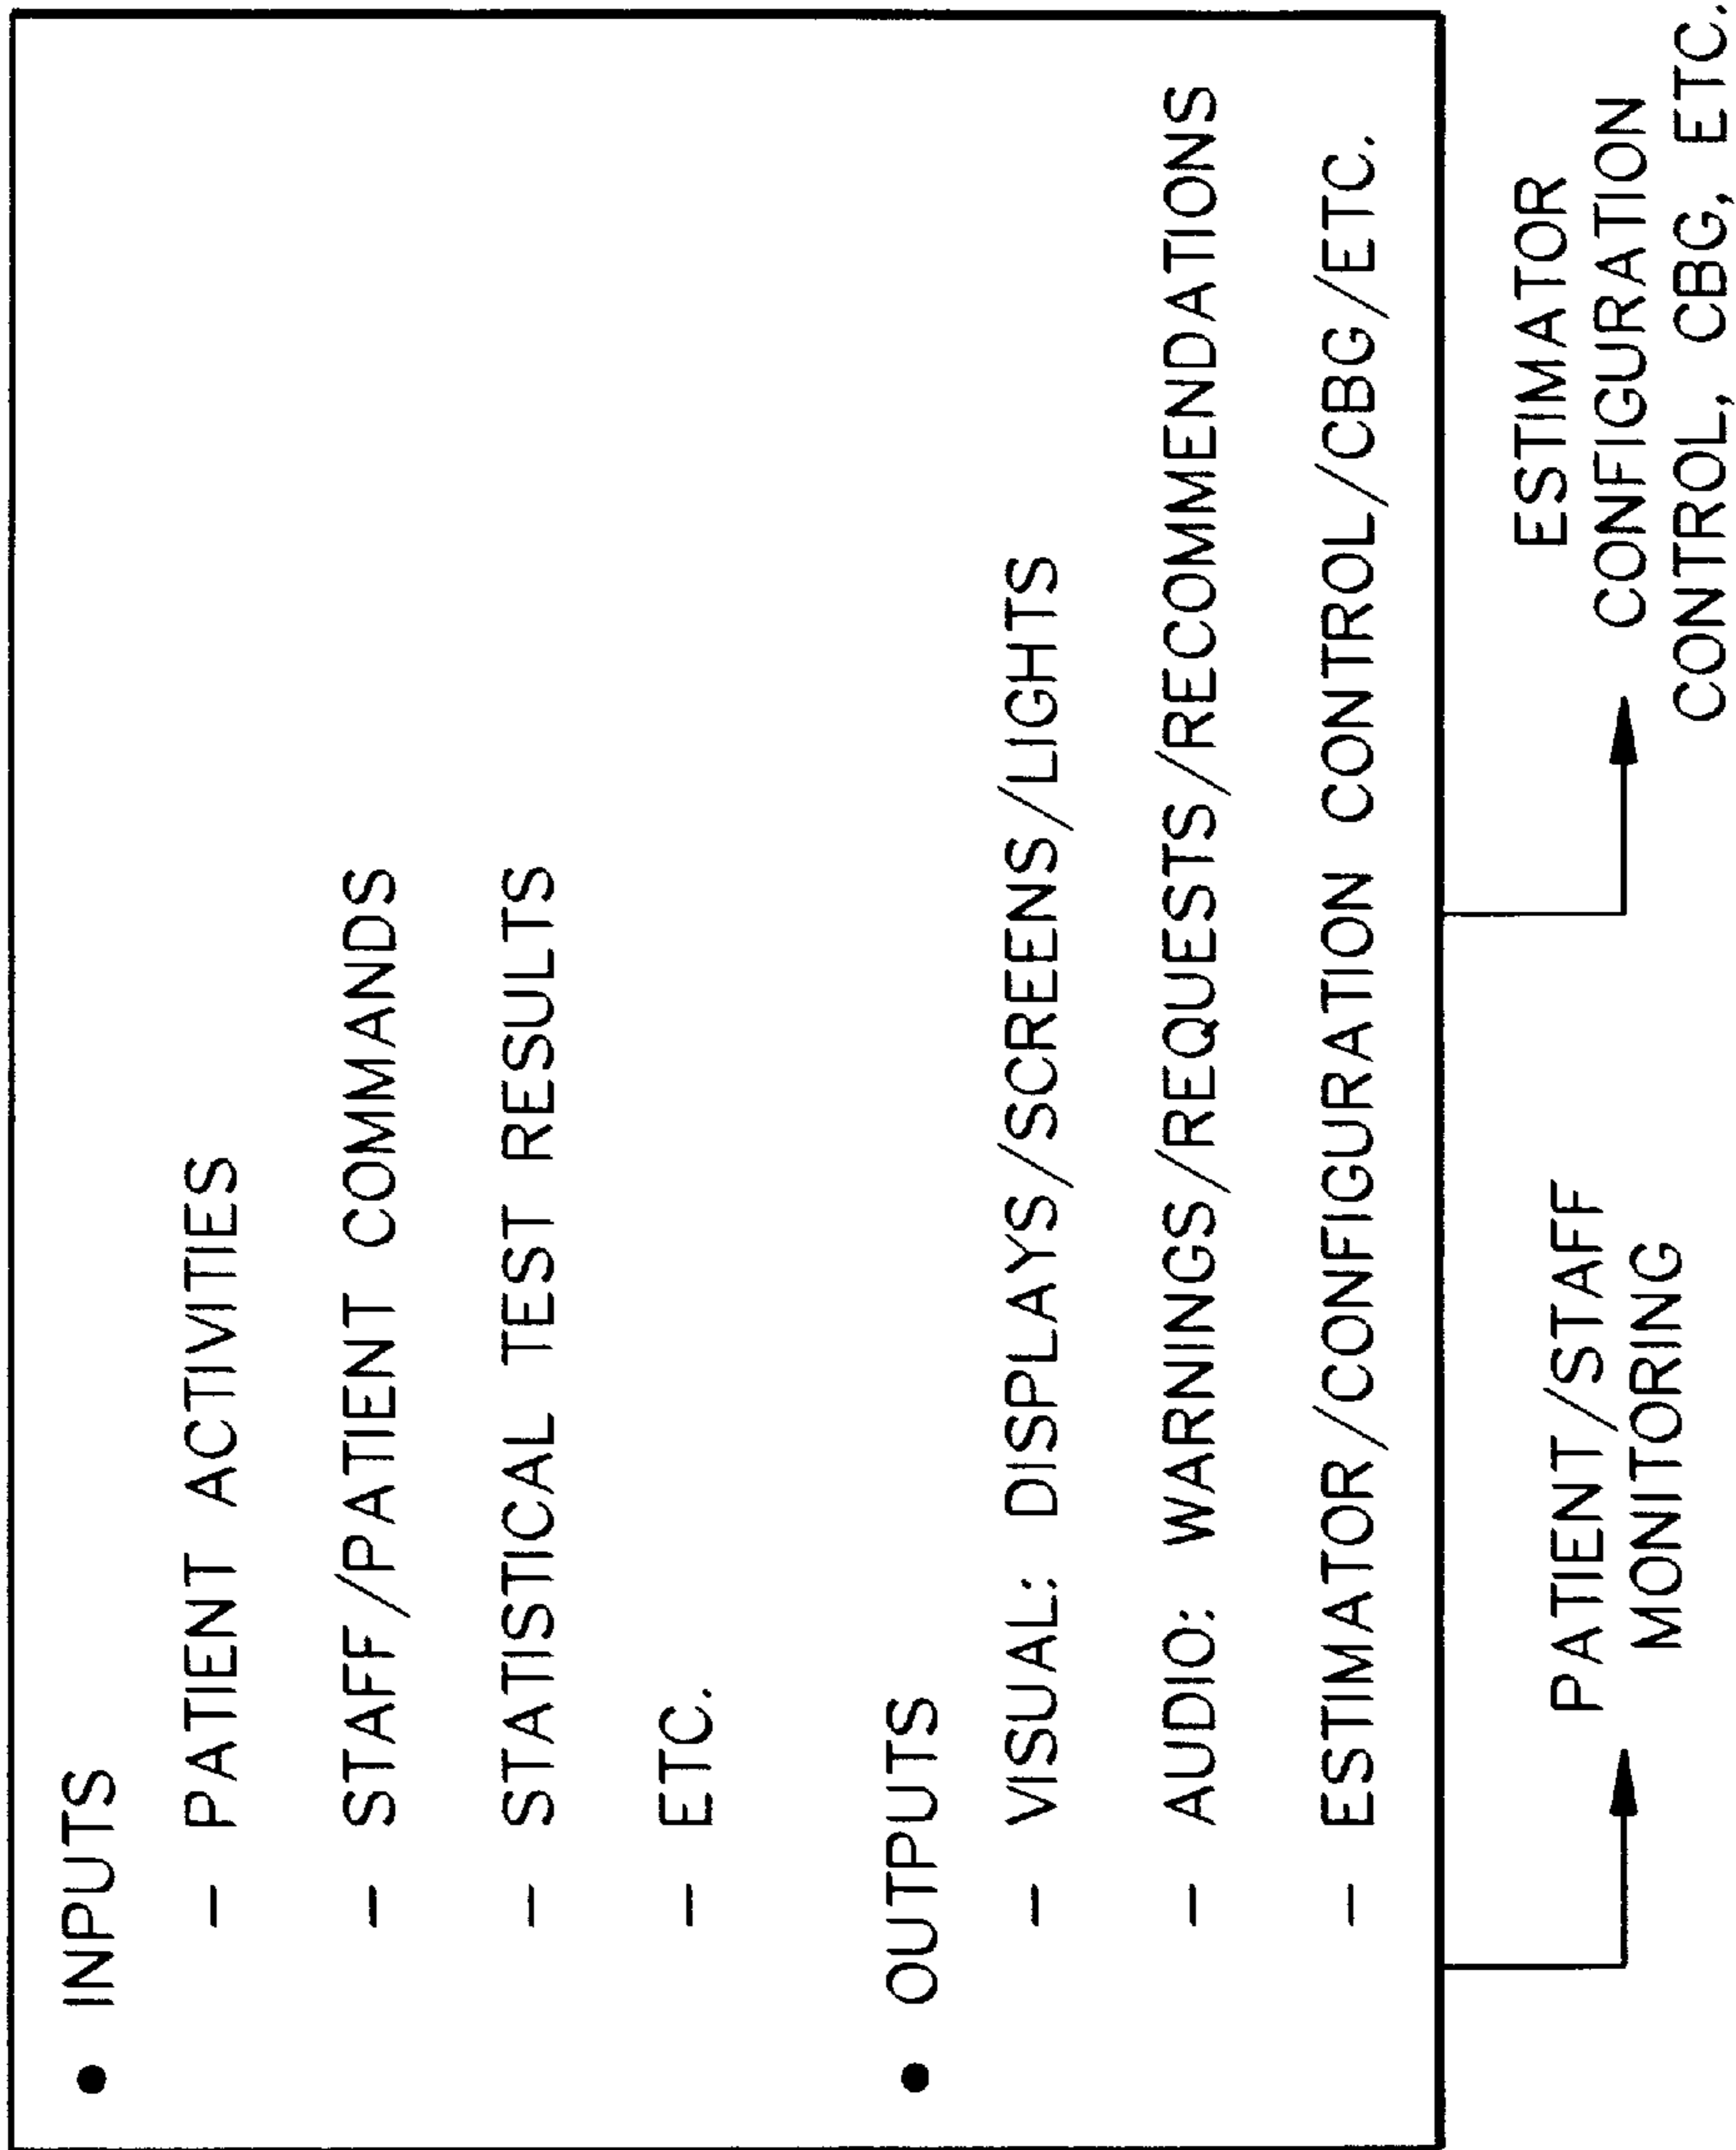 • INPUTS
– PATIENT ACTIVITIES
– STAFF/PATIENT COMMANDS
– STATISTICAL TEST RESULTS
– ETC.
• OUTPUTS
– VISUAL: DISPLAYS/SCREENS/LIGHTS
– AUDIO: WARNINGS/REQUESTS/RECOMMENDATIONS
– ESTIMATOR/CONFIGURATION CONTROL/CBG/ETC.
PATIENT/STAFF
MONITORING
ESTIMATOR
CONFIGURATION
CONTROL, CBG, ETC.